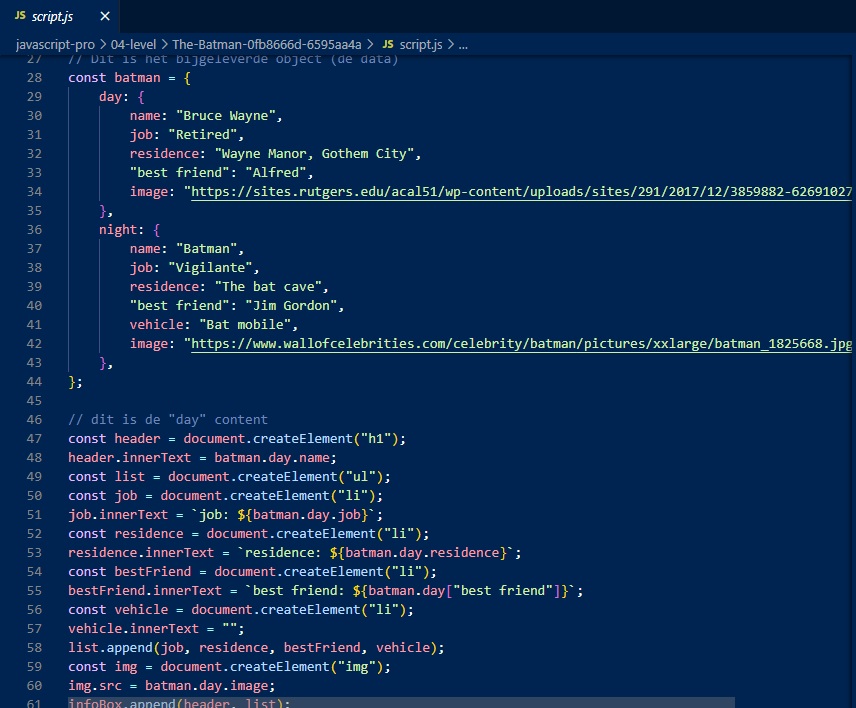 JS script.js ×
javascript-pro > 04-level > The-Batman-0fb8666d-6595aa4a > JS script.js > ...
27 // Dit is het bijgeleverde object (de data)
28 const batman = {
29 day: {
30 name: "Bruce Wayne",
31 job: "Retired",
32 residence: "Wayne Manor, Gothem City",
33 "best friend": "Alfred",
34 image: "https://sites.rutgers.edu/acal51/wp-content/uploads/sites/291/2017/12/3859882-62691027
35 },
36 night: {
37 name: "Batman",
38 job: "Vigilante",
39 residence: "The bat cave",
40 "best friend": "Jim Gordon",
41 vehicle: "Bat mobile",
42 image: "https://www.wallofcelebrities.com/celebrity/batman/pictures/xxlarge/batman_1825668.jpg
43 },
44 };
45
46 // dit is de "day" content
47 const header = document.createElement("h1");
48 header.innerText = batman.day.name;
49 const list = document.createElement("ul");
50 const job = document.createElement("li");
51 job.innerText = `job: ${batman.day.job}`;
52 const residence = document.createElement("li");
53 residence.innerText = `residence: ${batman.day.residence}`;
54 const bestFriend = document.createElement("li");
55 bestFriend.innerText = `best friend: ${batman.day["best friend"]}`;
56 const vehicle = document.createElement("li");
57 vehicle.innerText = "";
58 list.append(job, residence, bestFriend, vehicle);
59 const img = document.createElement("img");
60 img.src = batman.day.image;
61 infoBox.append(header, list);